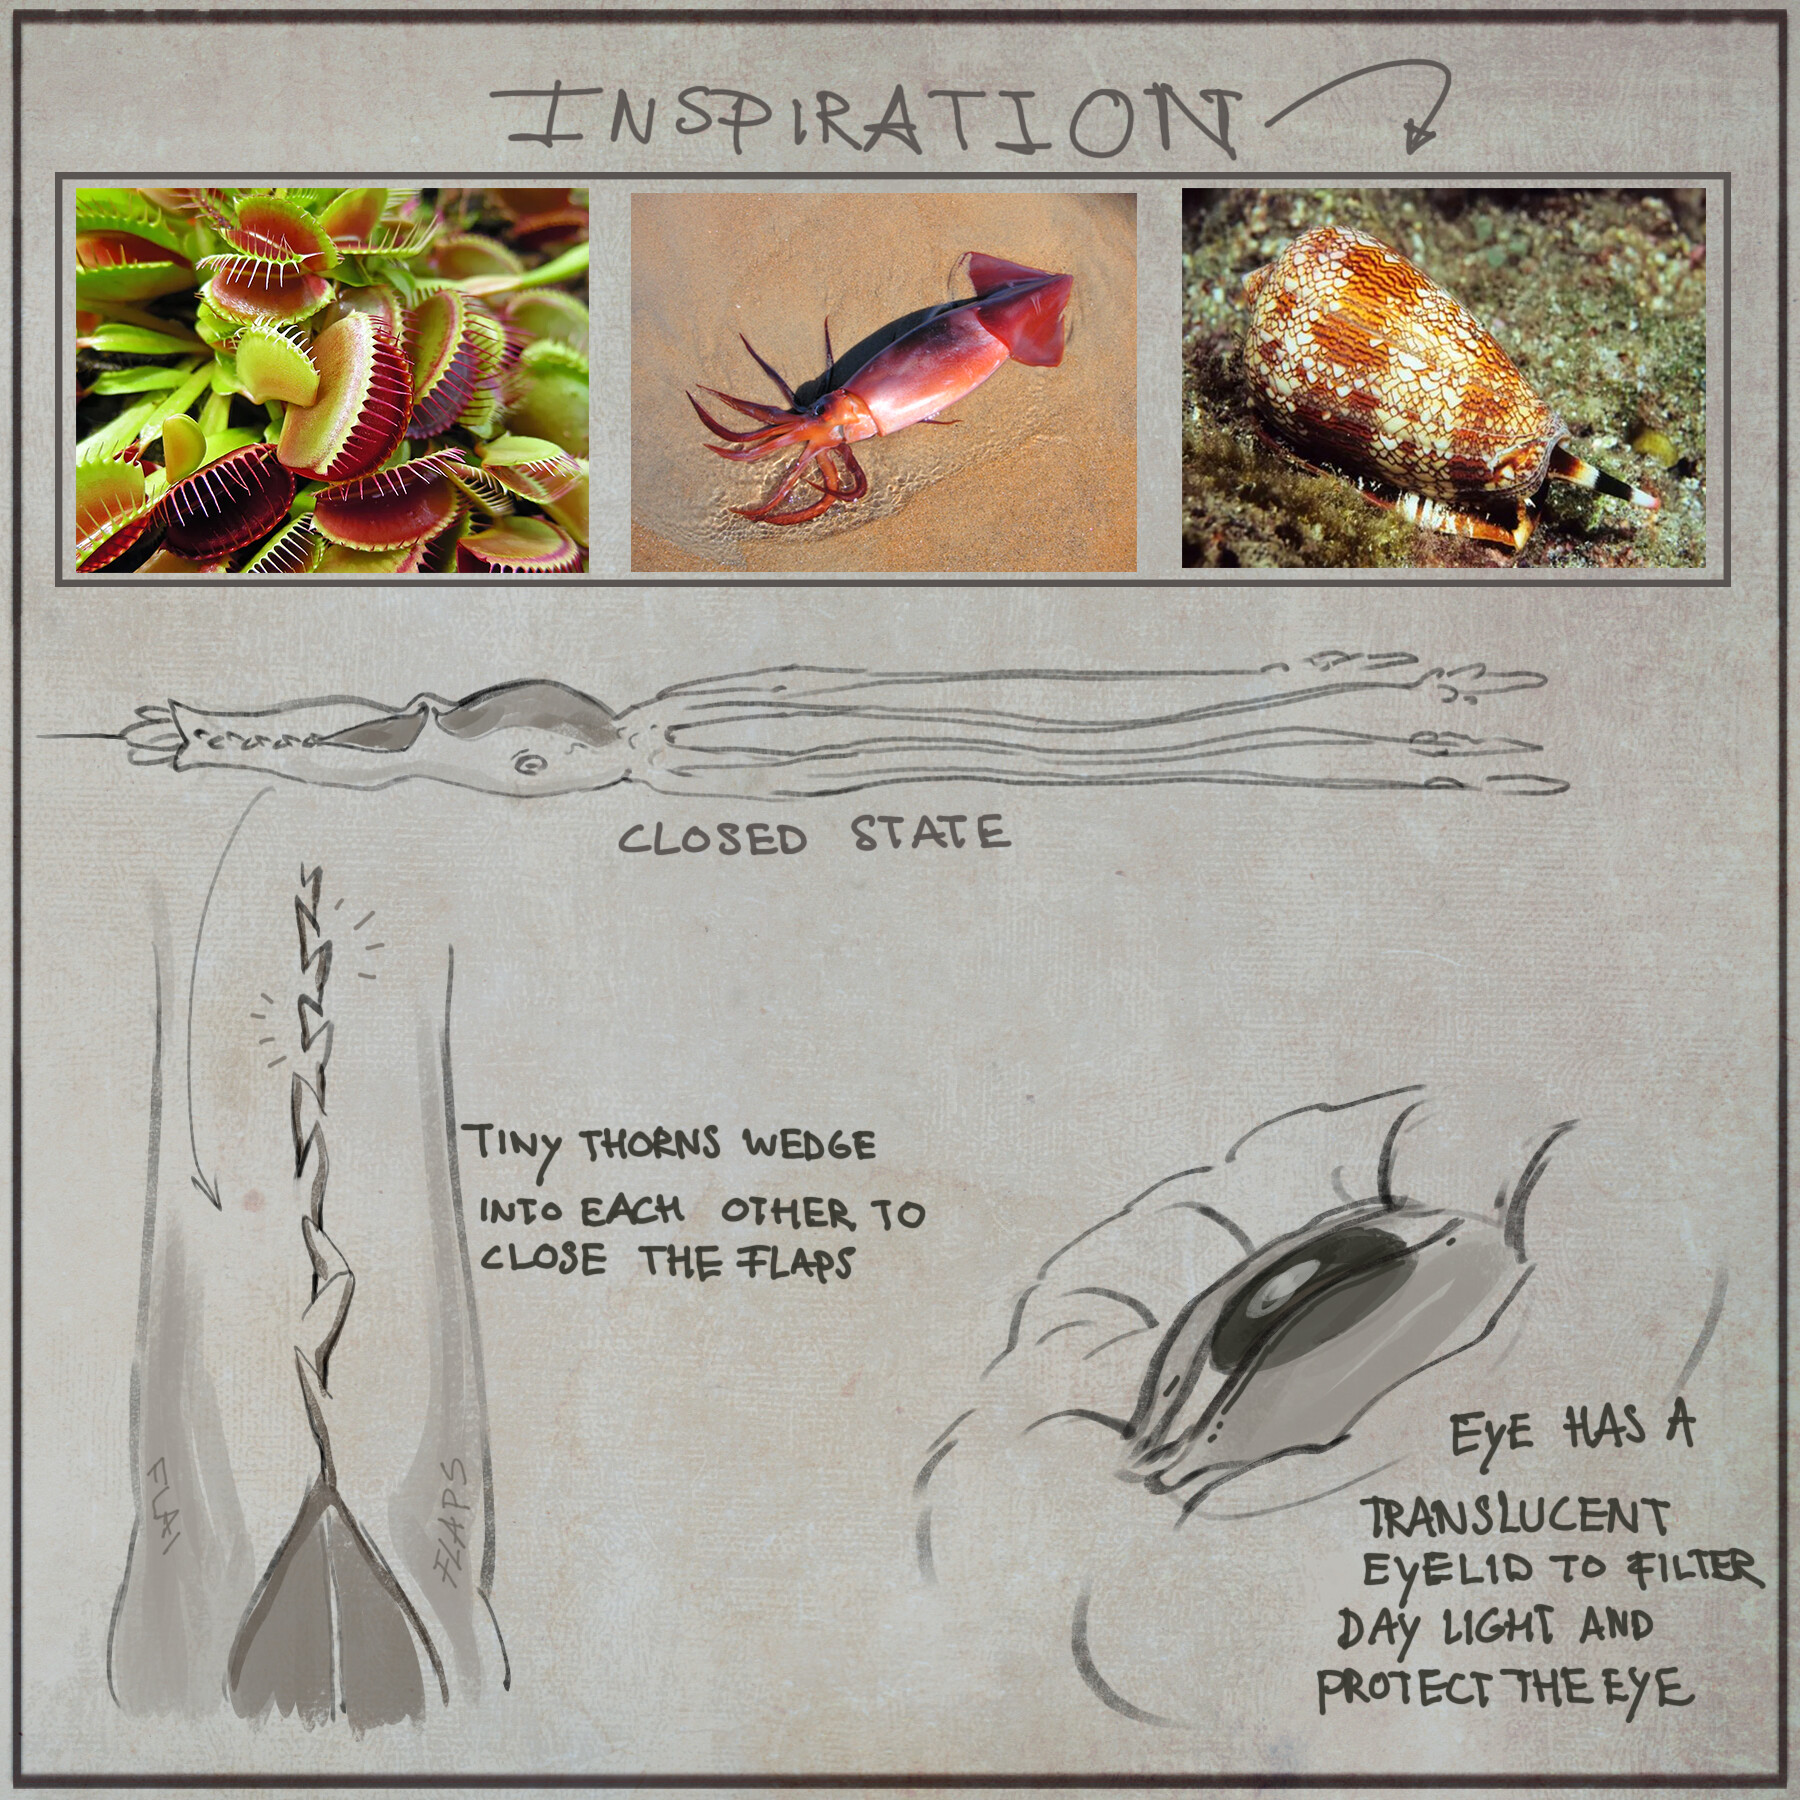 INSPIRATION
CLOSED STATE
TINY THORNS WEDGE
INTO EACH OTHER TO
CLOSE THE FLAPS
FLAPS
EYE HAS A
TRANSLUCENT
EYELID TO FILTER
DAY LIGHT AND
PROTECT THE EYE